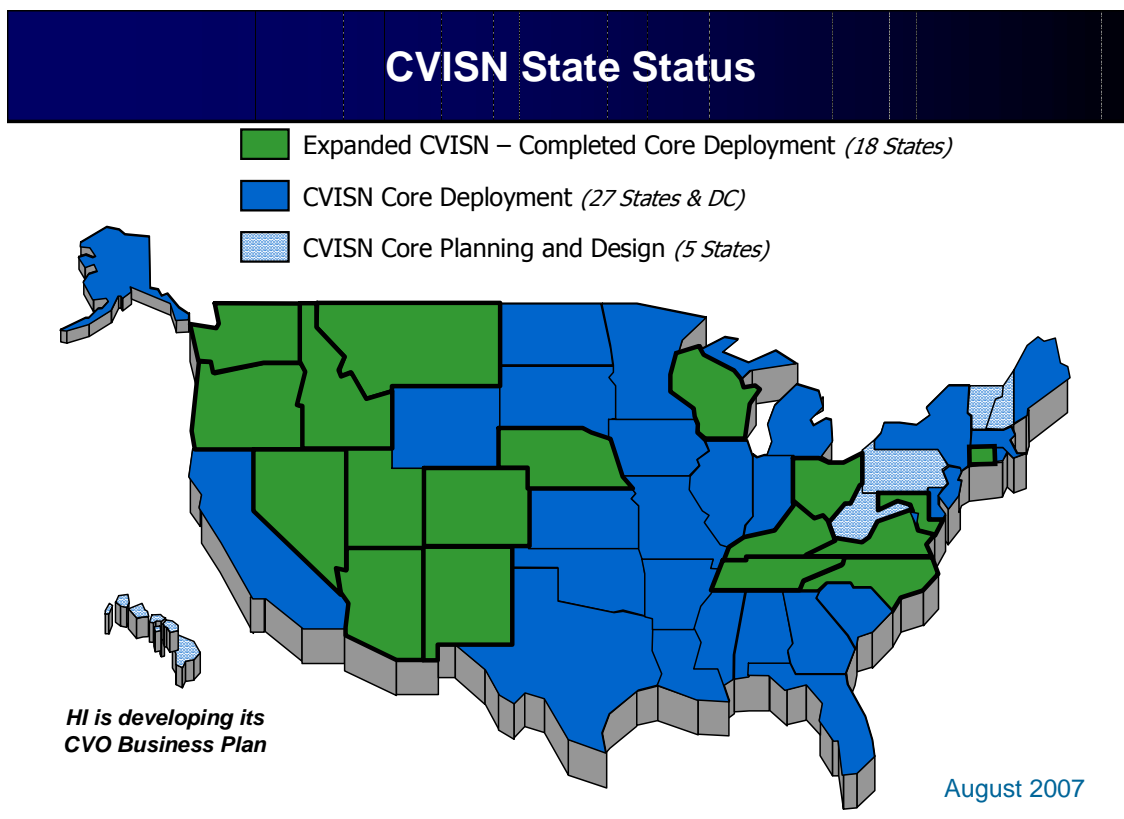 CVISN State Status
Expanded CVISN – Completed Core Deployment (18 States)
CVISN Core Deployment (27 States & DC)
CVISN Core Planning and Design (5 States)
HI is developing its
CVO Business Plan
August 2007